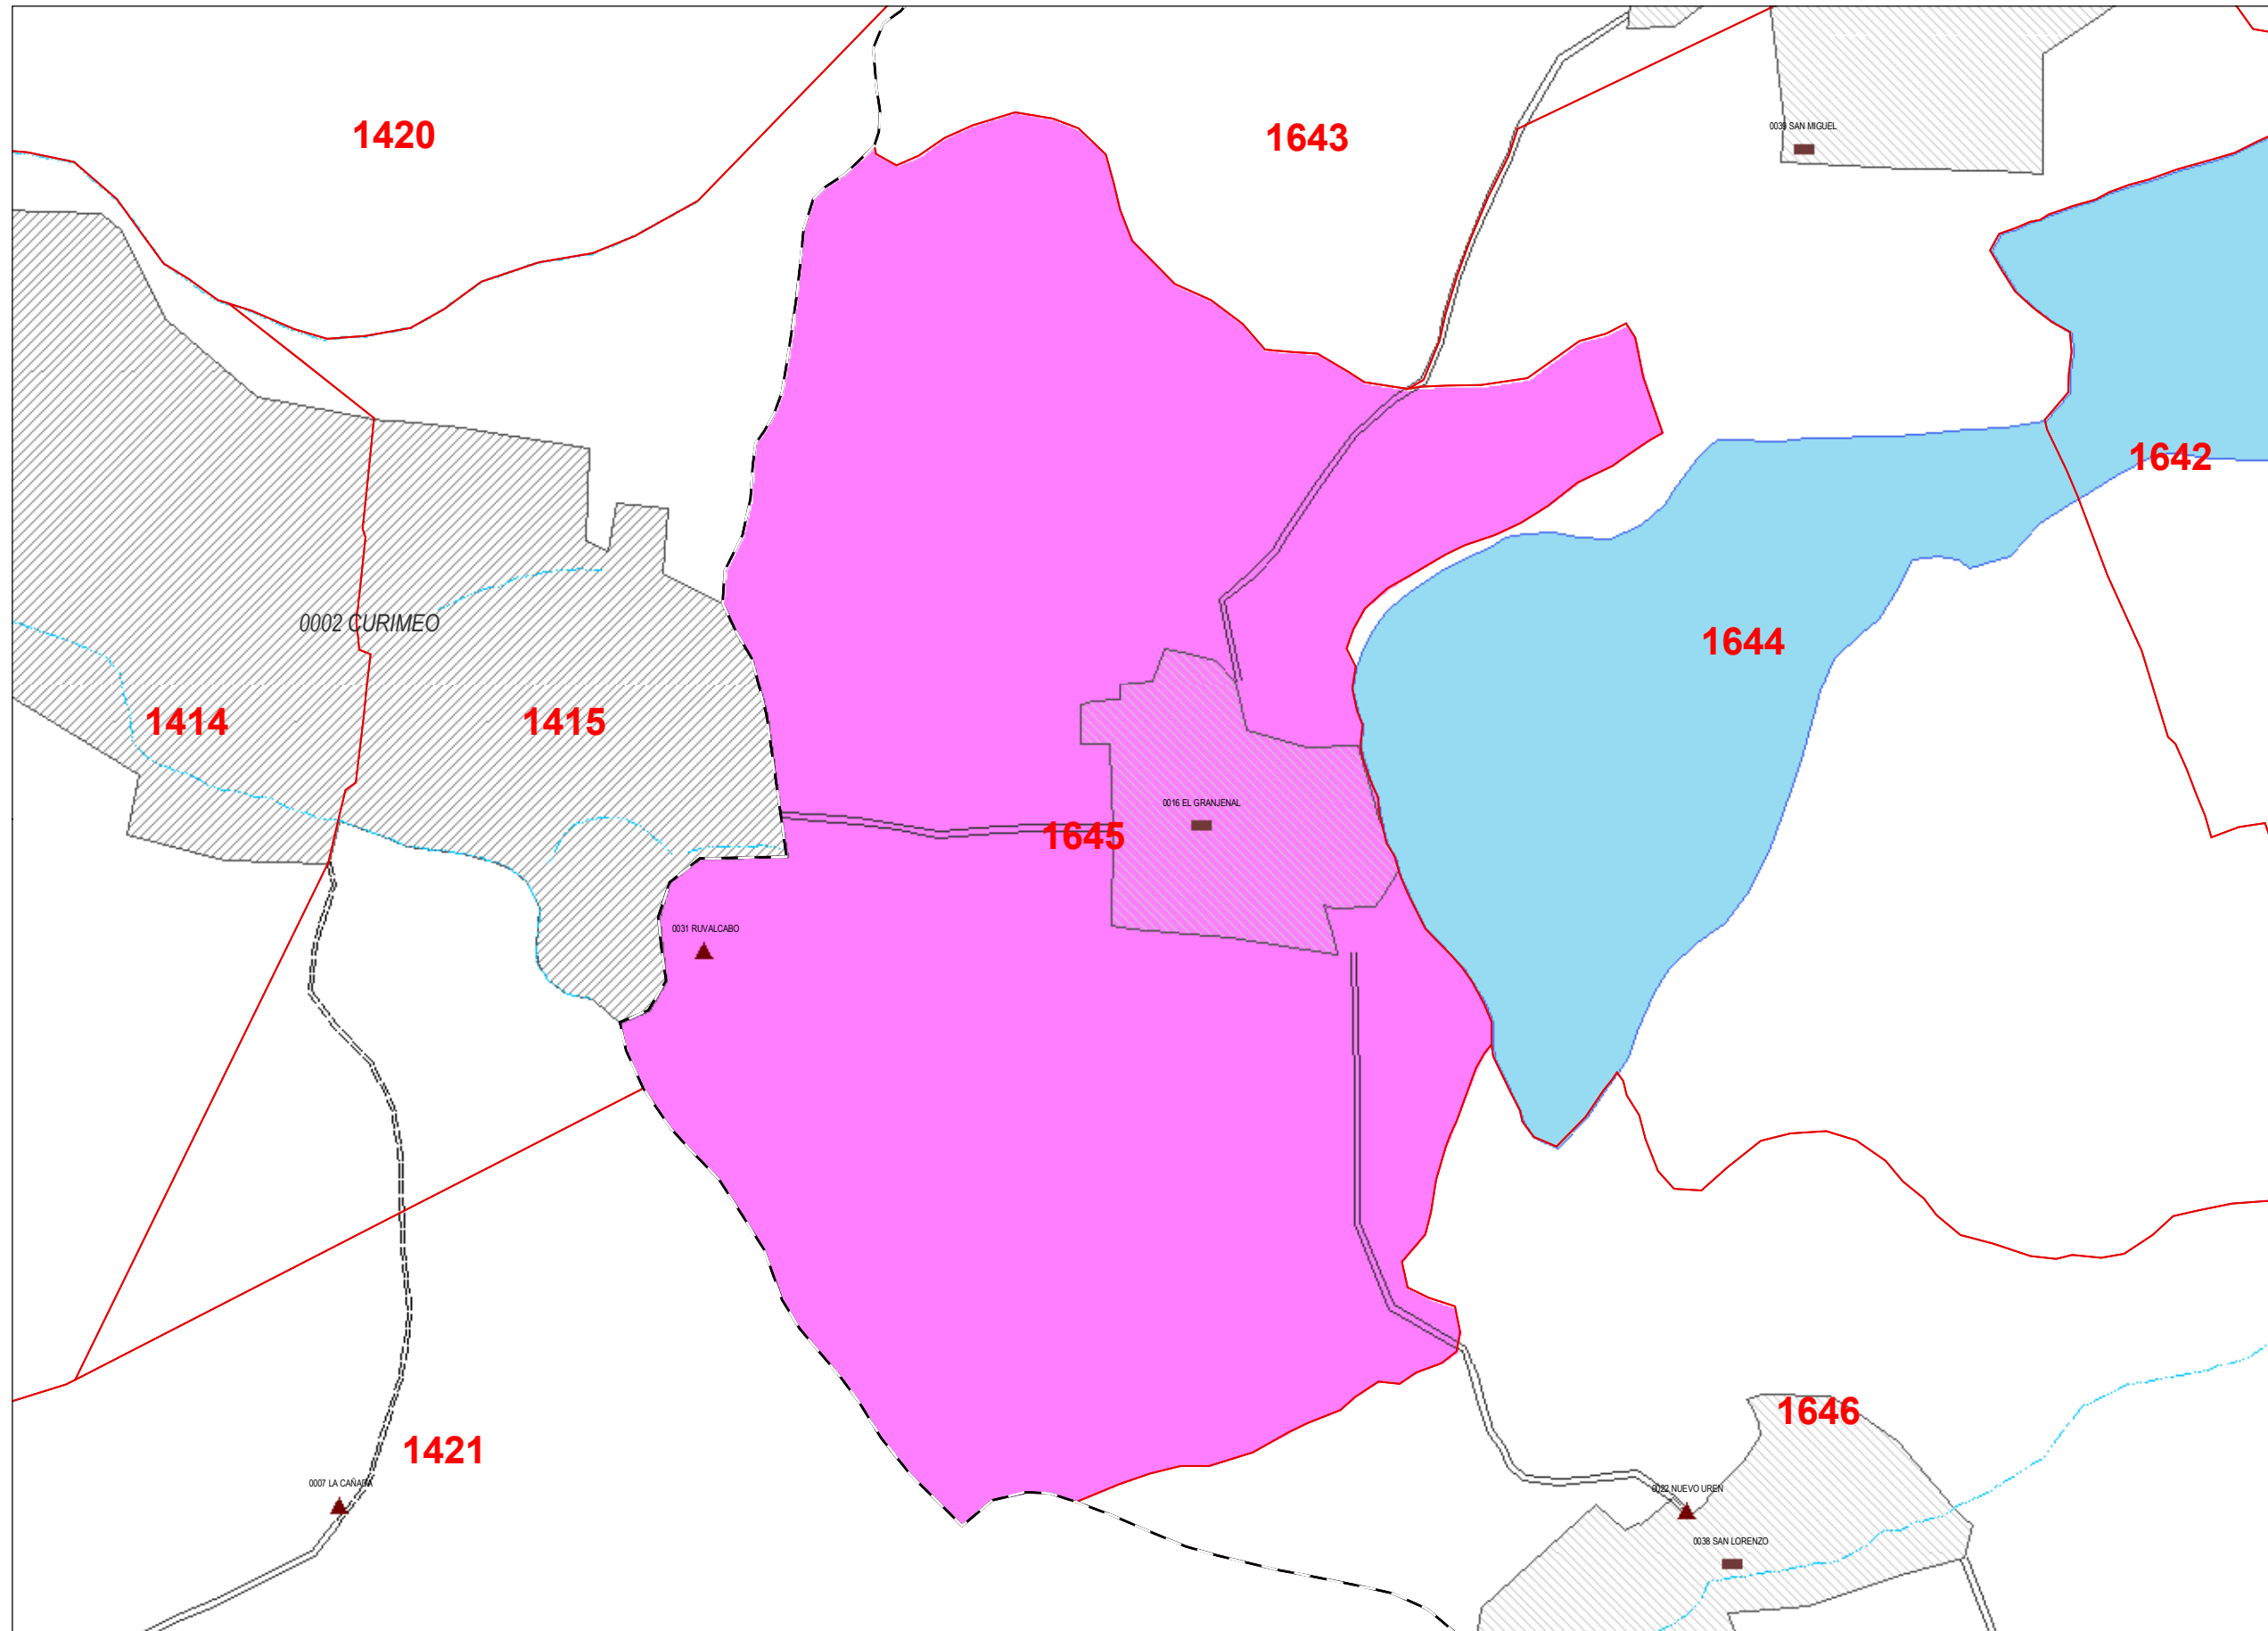 1420
1643
0039 SAN MIGUEL
1642
0002 CURIMEO
1644
1414
1415
0016 EL GRANJENAL
1645
0031 RUVALCABO
1646
1421
0007 LA CAÑADA
0022 NUEVO UREN
0038 SAN LORENZO